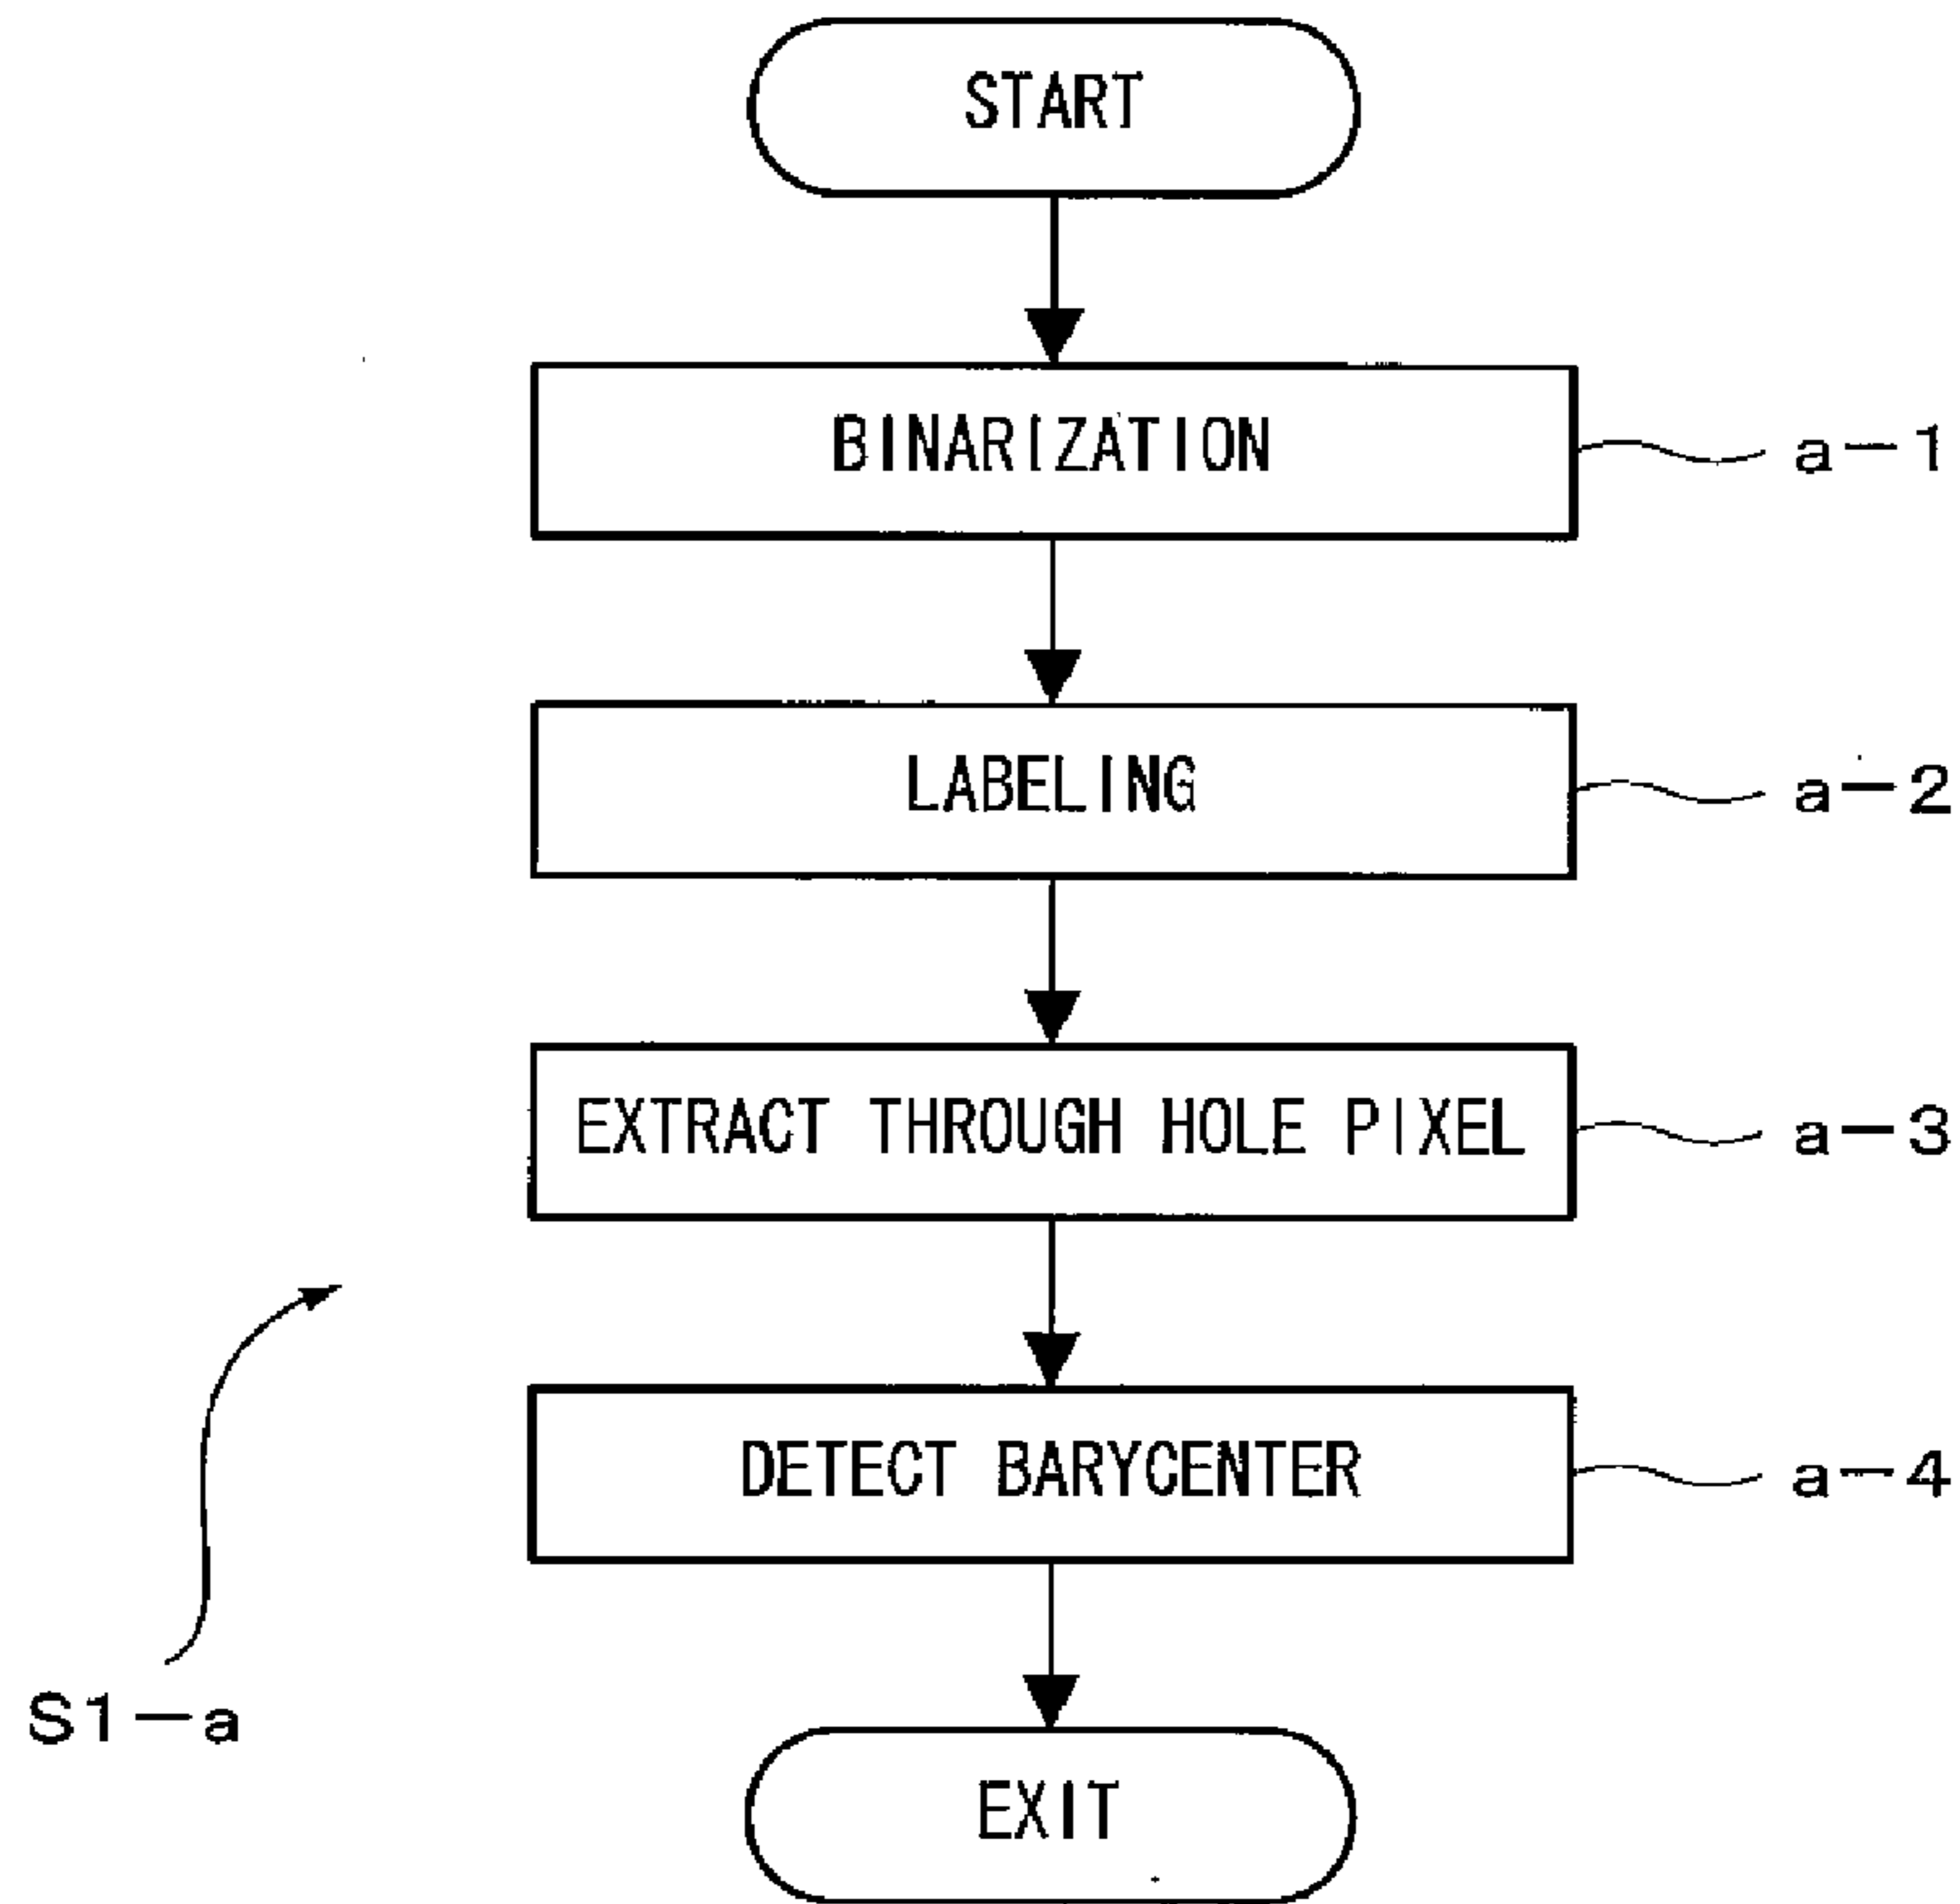 START
BINARIZATION
a-1
LABELING
a-2
EXTRACT THROUGH HOLE PIXEL
a-3
DETECT BARYCENTER
a-4
S1-a
EXIT